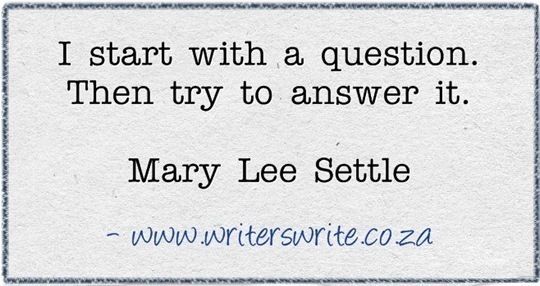 I start with a question.
Then try to answer it.
Mary Lee Settle
- www.writerswrite.co.za